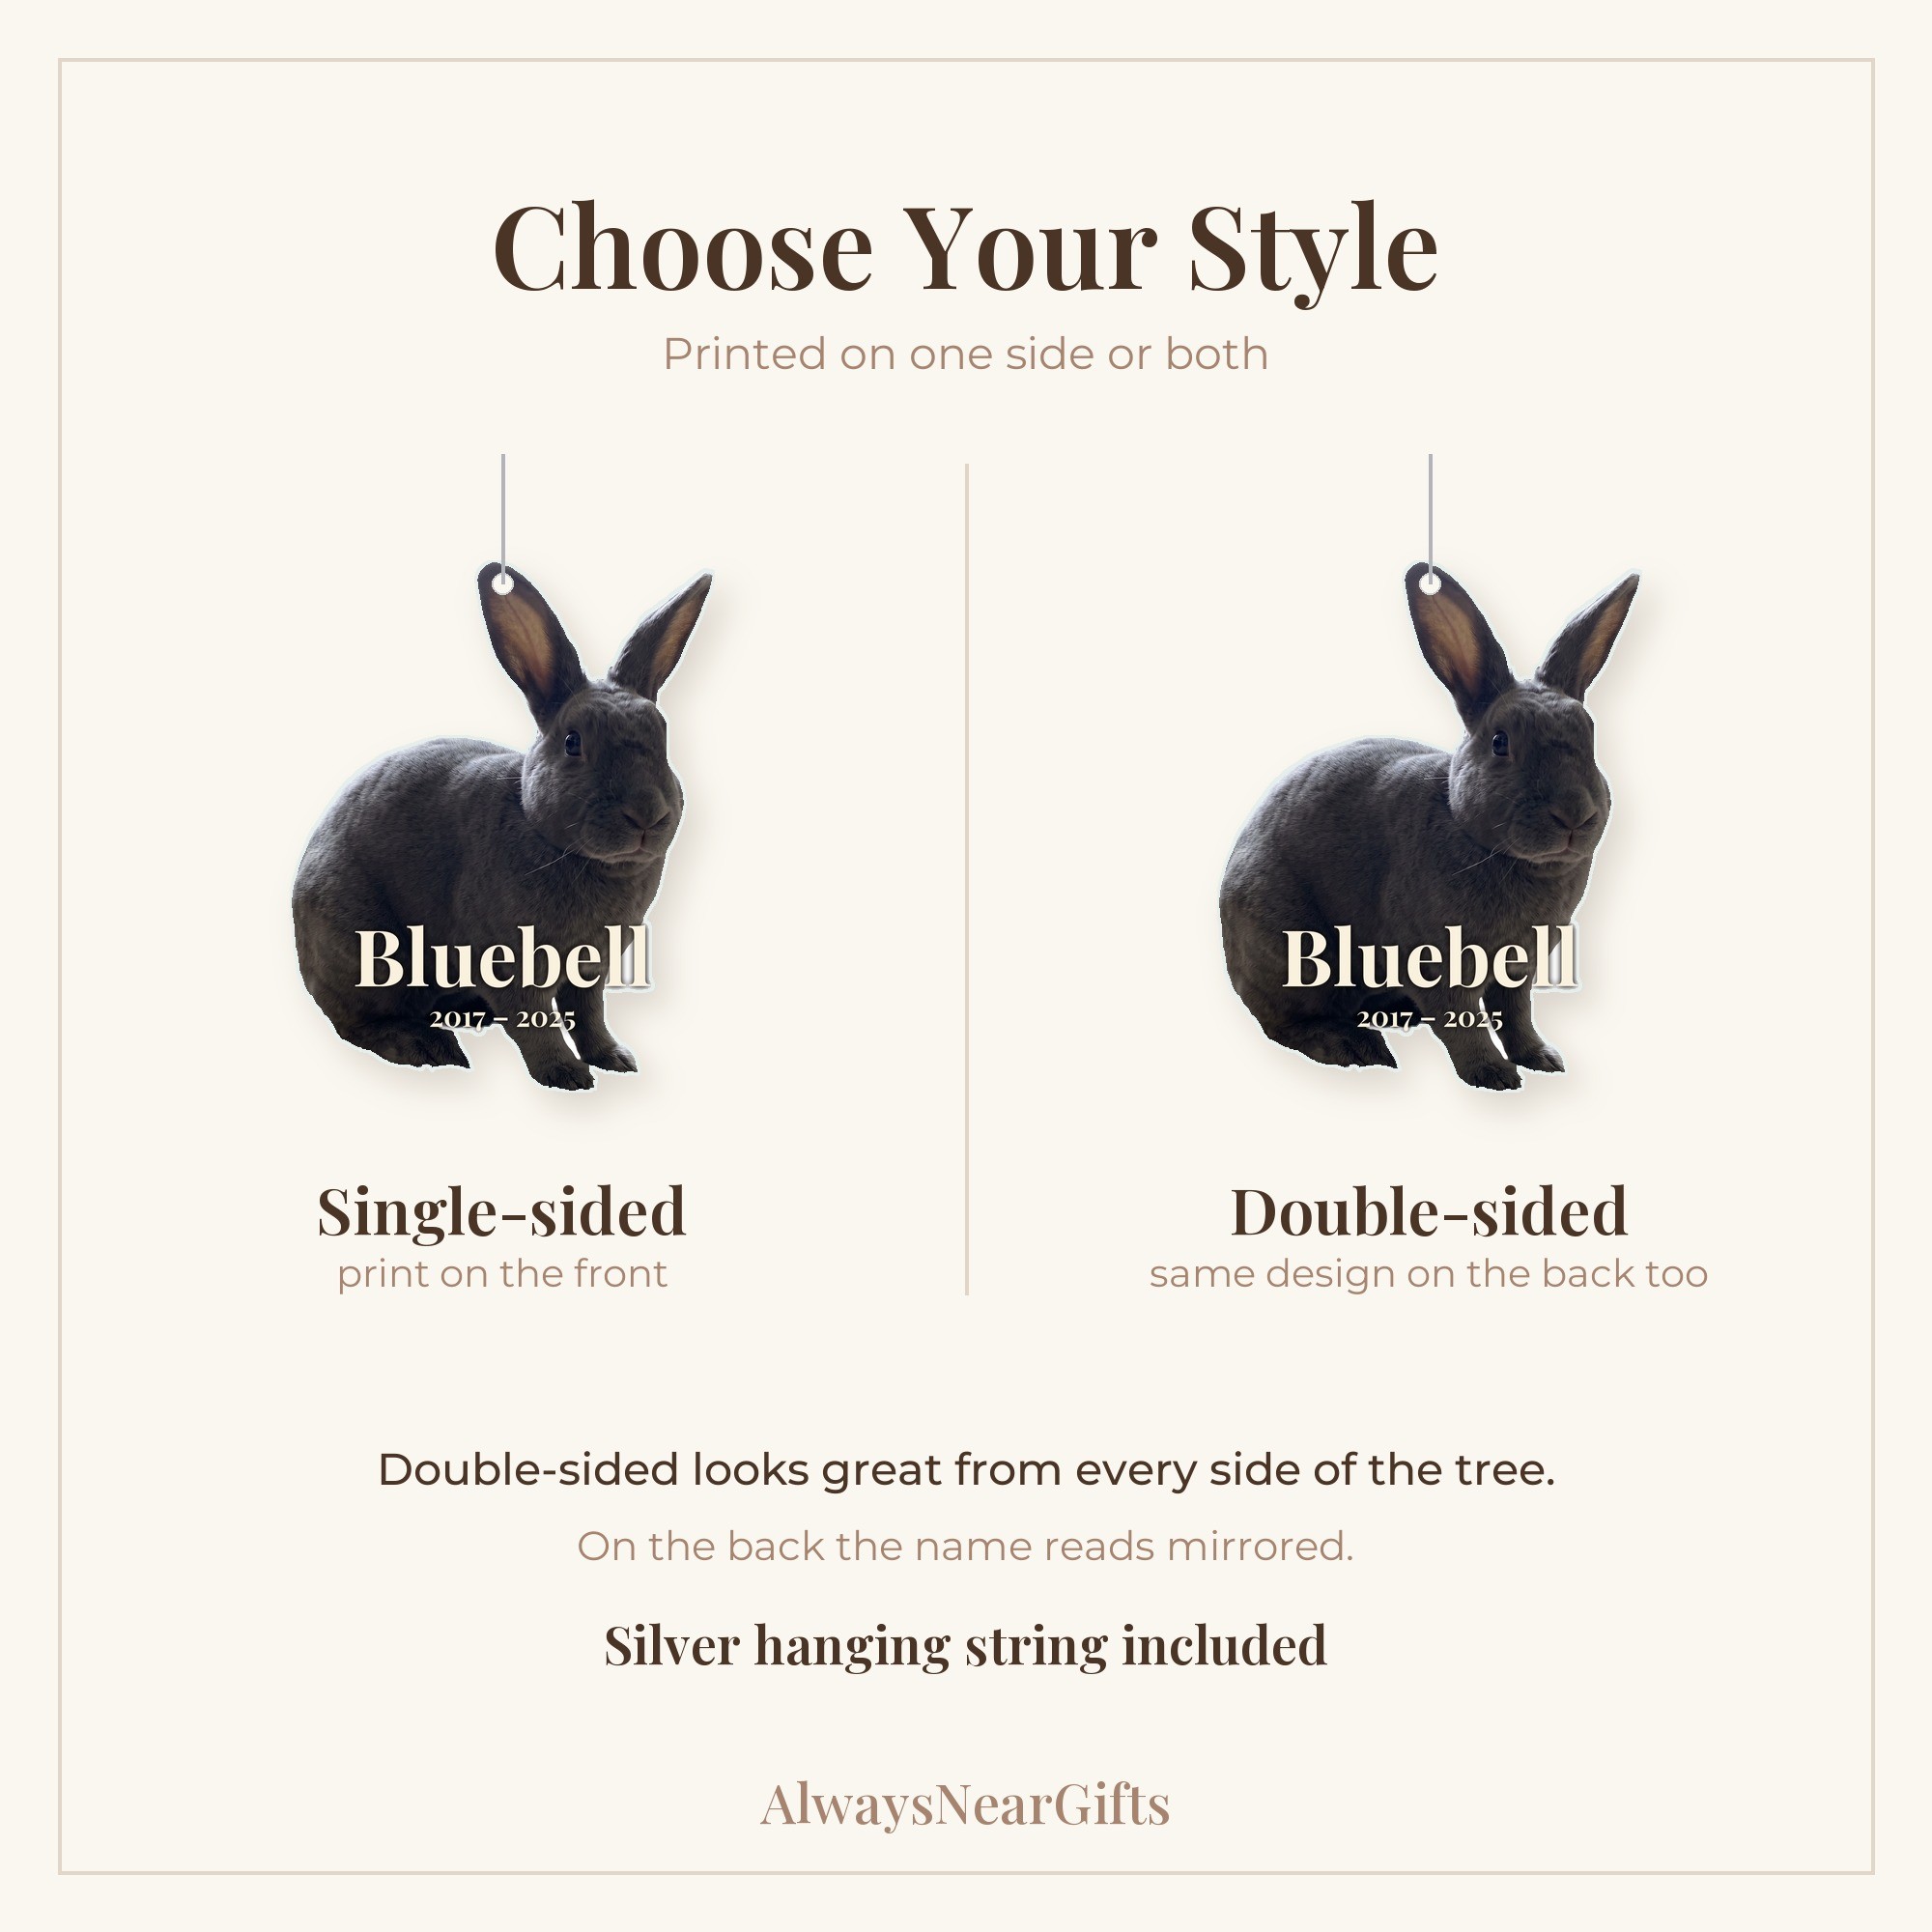 Choose Your Style
Printed on one side or both
Bluebell
2017 – 2025
Single-sided
print on the front
Bluebell
2017 – 2025
Double-sided
same design on the back too
Double-sided looks great from every side of the tree.
On the back the name reads mirrored.
Silver hanging string included
AlwaysNearGifts